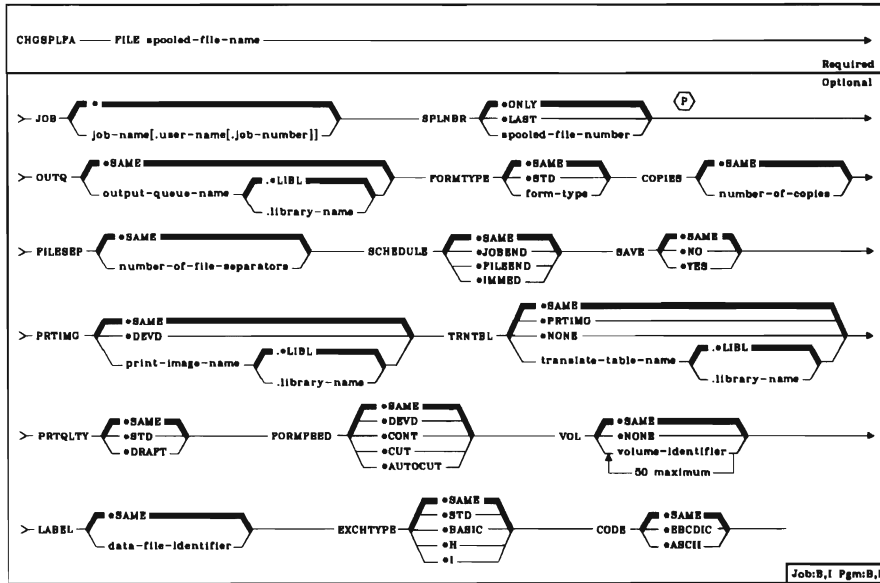 CHGSPLFA FILE spooled-file-name
Required
Optional
P
JOB * job-name[.user-name[.job-number]] SPLNBR *ONLY *LAST spooled-file-number
OUTQ *SAME output-queue-name .*LIBL .library-name FORMTYPE *SAME *STD form-type COPIES *SAME number-of-copies
FILESEP *SAME number-of-file-separators SCHEDULE *SAME *JOBEND *FILEEND *IMMED SAVE *SAME *NO *YES
PRTIMG *SAME *DEVD print-image-name .*LIBL .library-name TRNTBL *SAME *PRTIMG *NONE translate-table-name .*LIBL .library-name
PRTQLTY *SAME *STD *DRAFT FORMFEED *SAME *DEVD *CONT *CUT *AUTOCUT VOL *SAME *NONE volume-identifier 50 maximum
LABEL *SAME data-file-identifier EXCHTYPE *SAME *STD *BASIC *H *I CODE *SAME *EBCDIC *ASCII
Job:B,I Pgm:B,I